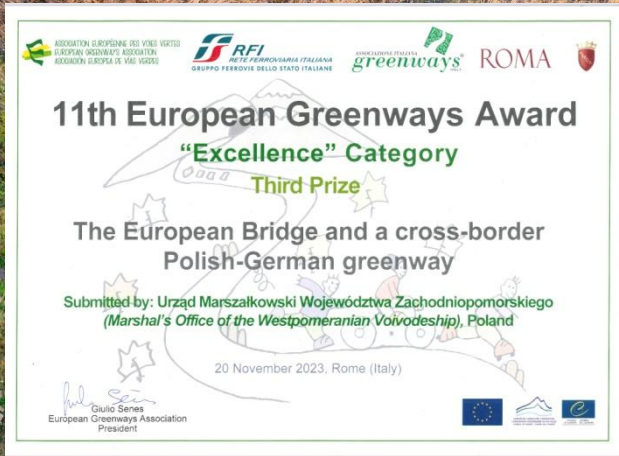 ASSOCIATION EUROPÉENNE DES VOIES VERTES
EUROPEAN GREENWAYS ASSOCIATION
ASOCIACIÓN EUROPEA DE VÍAS VERDES
RFI
RETE FERROVIARIA ITALIANA
GRUPPO FERROVIE DELLO STATO ITALIANE
ASSOCIAZIONE ITALIANA
greenways
ROMA
11th European Greenways Award
“Excellence” Category
Third Prize
The European Bridge and a cross-border
Polish-German greenway
Submitted by: Urząd Marszałkowski Województwa Zachodniopomorskiego
(Marshal's Office of the Westpomeranian Voivodeship), Poland
20 November 2023, Rome (Italy)
Giulio Senes
European Greenways Association
President